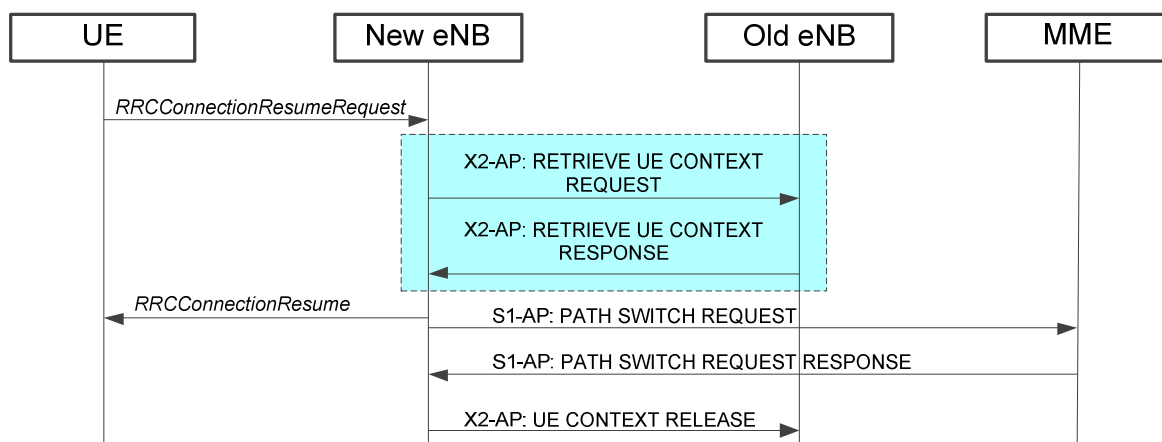 UE New eNB Old eNB MME
RRCConnectionResumeRequest
X2-AP: RETRIEVE UE CONTEXT
REQUEST
X2-AP: RETRIEVE UE CONTEXT
RESPONSE
RRCConnectionResume
S1-AP: PATH SWITCH REQUEST
S1-AP: PATH SWITCH REQUEST RESPONSE
X2-AP: UE CONTEXT RELEASE